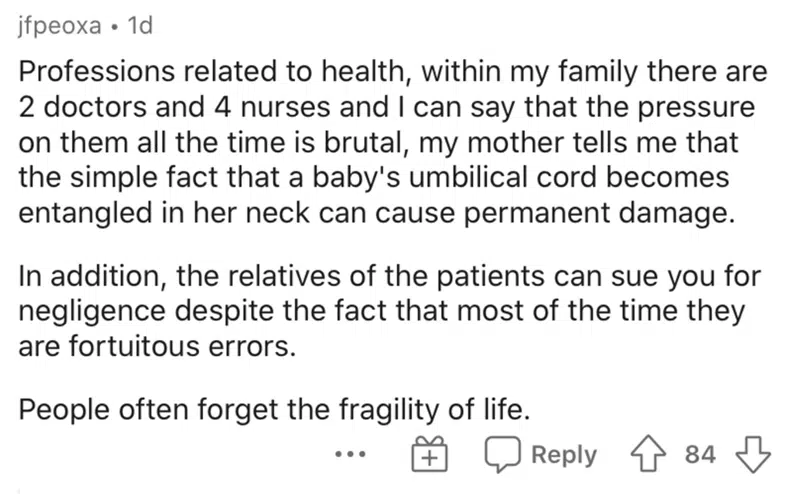 jfpeoxa • 1d
Professions related to health, within my family there are
2 doctors and 4 nurses and I can say that the pressure
on them all the time is brutal, my mother tells me that
the simple fact that a baby's umbilical cord becomes
entangled in her neck can cause permanent damage.
In addition, the relatives of the patients can sue you for
negligence despite the fact that most of the time they
are fortuitous errors.
People often forget the fragility of life.
... Reply 84